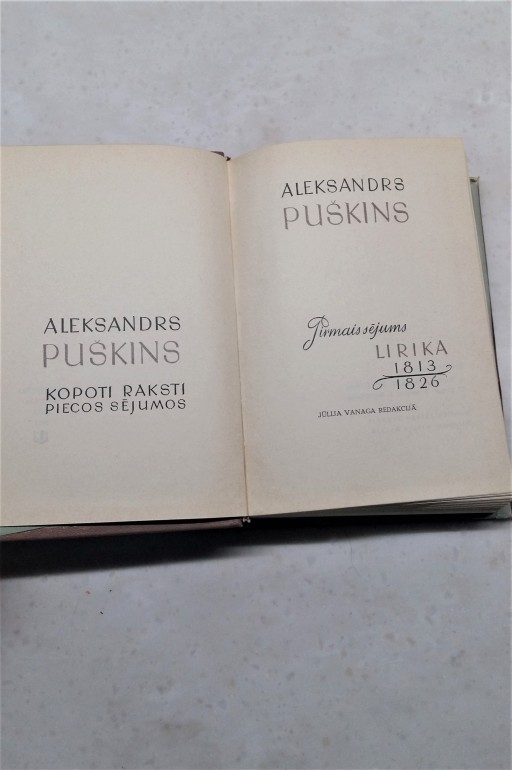 ALEKSANDRS
PUŠKINS
KOPOTI RAKSTI
PIECOS SĒJUMOS
ALEKSANDRS
PUŠKINS
Pirmais sējums
LIRIKA
1813
1826
JŪLIJA VANAGA REDAKCIJĀ